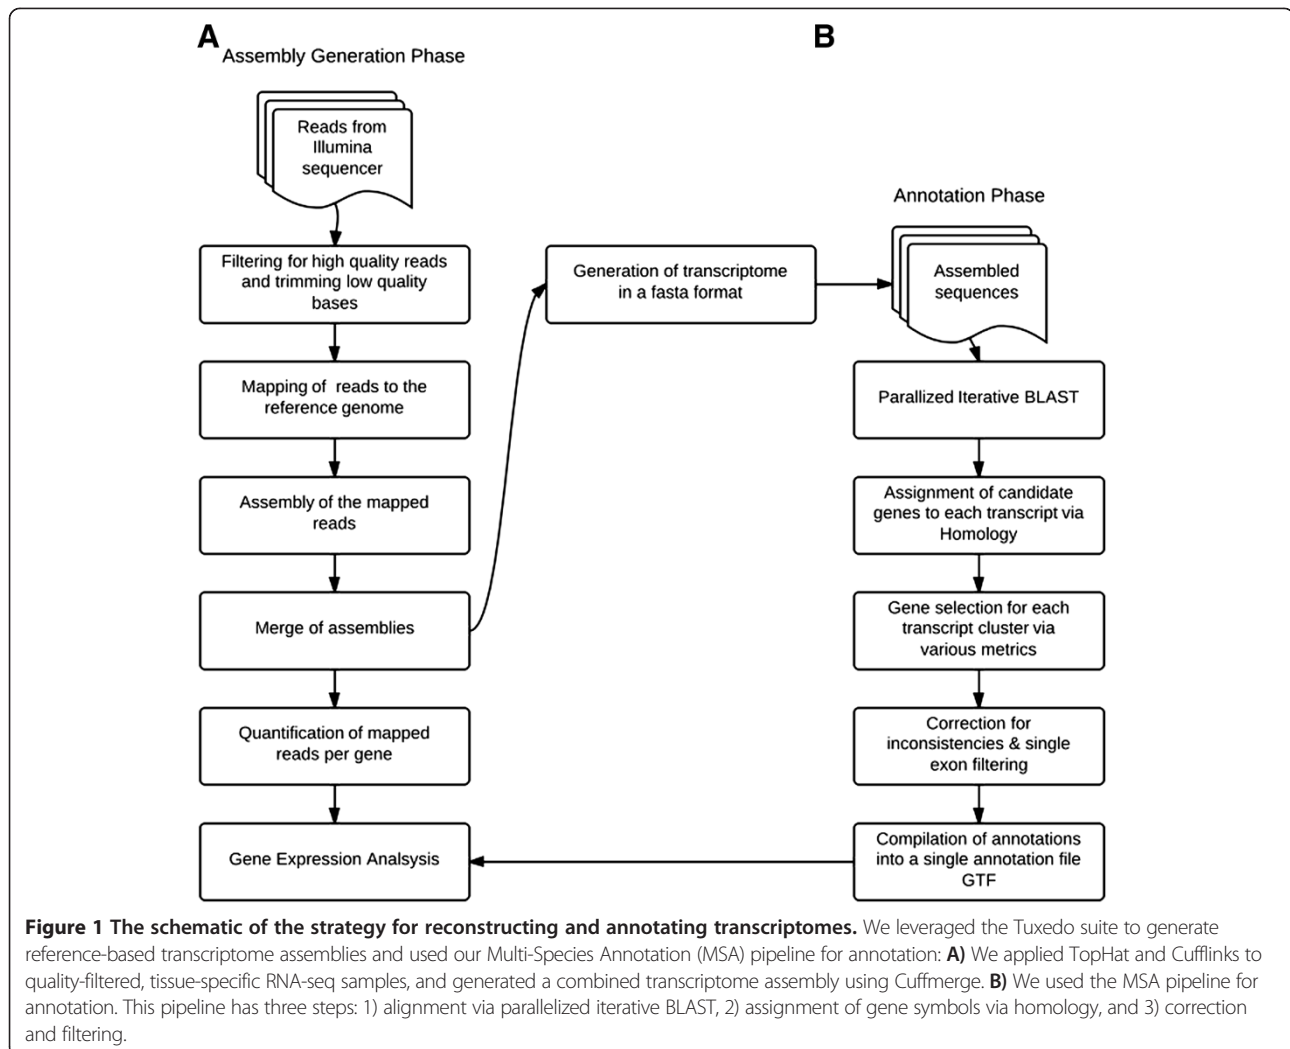 A
Assembly Generation Phase
Reads from
Illumina
sequencer
Filtering for high quality reads
and trimming low quality
bases
Mapping of reads to the
reference genome
Assembly of the mapped
reads
Merge of assemblies
Quantification of mapped
reads per gene
Gene Expression Analsysis
Generation of transcriptome
in a fasta format
B
Annotation Phase
Assembled
sequences
Parallized Iterative BLAST
Assignment of candidate
genes to each transcript via
Homology
Gene selection for each
transcript cluster via
various metrics
Correction for
inconsistencies & single
exon filtering
Compilation of annotations
into a single annotation file
GTF
Figure 1 The schematic of the strategy for reconstructing and annotating transcriptomes. We leveraged the Tuxedo suite to generate
reference-based transcriptome assemblies and used our Multi-Species Annotation (MSA) pipeline for annotation: A) We applied TopHat and Cufflinks to
quality-filtered, tissue-specific RNA-seq samples, and generated a combined transcriptome assembly using Cuffmerge. B) We used the MSA pipeline for
annotation. This pipeline has three steps: 1) alignment via parallelized iterative BLAST, 2) assignment of gene symbols via homology, and 3) correction
and filtering.